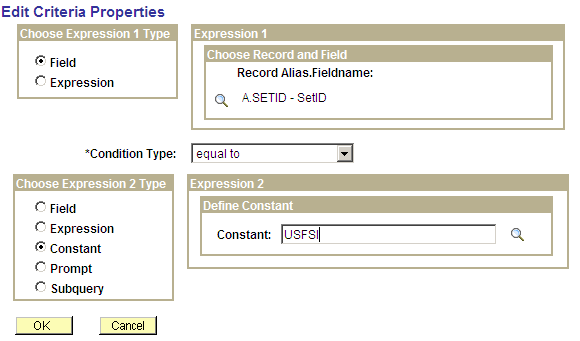 Edit Criteria Properties
Choose Expression 1 Type
Field
Expression
Expression 1
Choose Record and Field
Record Alias.Fieldname:
A.SETID - SetID
*Condition Type:
equal to
Choose Expression 2 Type
Field
Expression
Constant
Prompt
Subquery
Expression 2
Define Constant
Constant: USFSI
OK Cancel